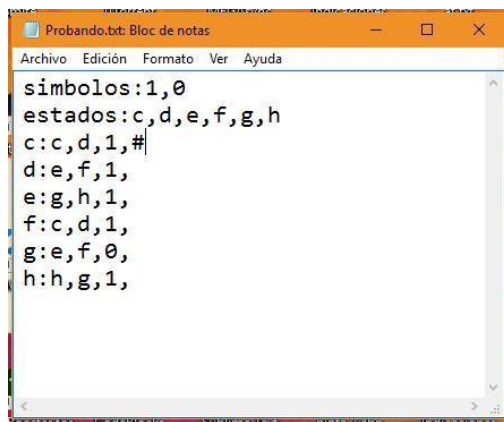 Probando.txt: Bloc de notas
Archivo Edición Formato Ver Ayuda
simbolos:1,0
estados:c,d,e,f,g,h
c:c,d,1,#
d:e,f,1,
e:g,h,1,
f:c,d,1,
g:e,f,0,
h:h,g,1,